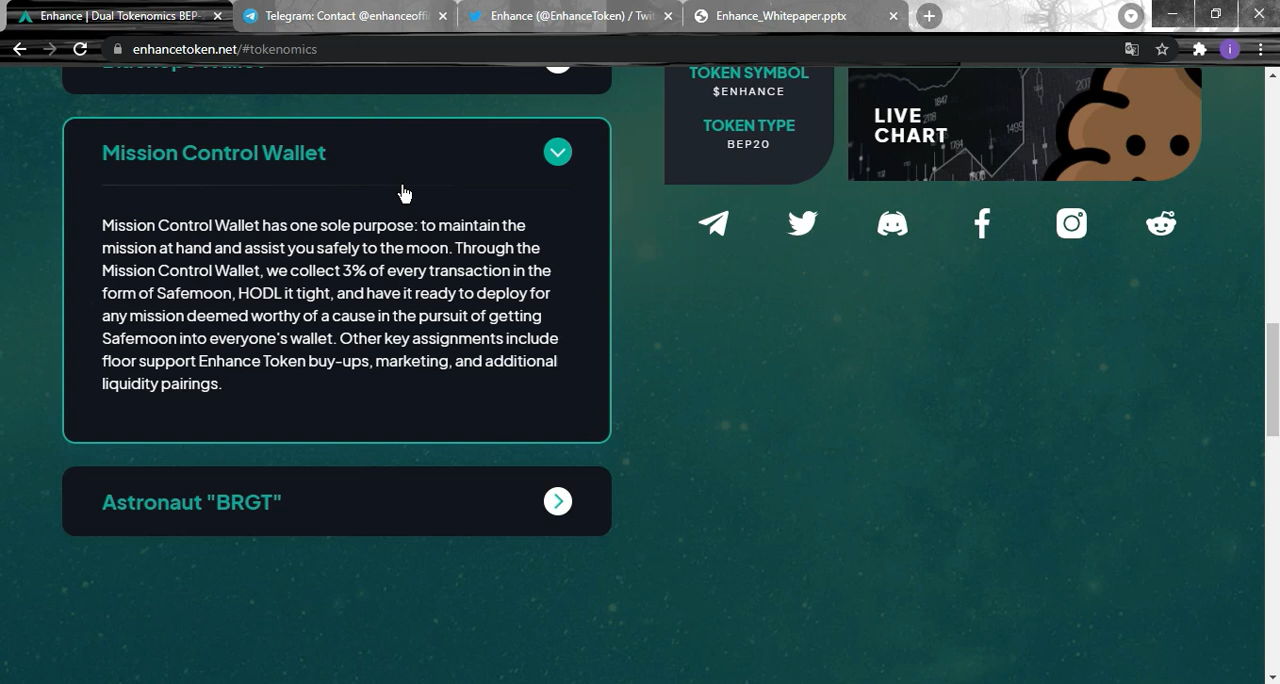 Enhance | Dual Tokenomics BEP-
Telegram: Contact @enhanceoffi
Enhance (@EnhanceToken) / Twit
Enhance_Whitepaper.pptx
enhancetoken.net/#tokenomics
i
Mission Control Wallet
Mission Control Wallet has one sole purpose: to maintain the
mission at hand and assist you safely to the moon. Through the
Mission Control Wallet, we collect 3% of every transaction in the
form of Safemoon, HODL it tight, and have it ready to deploy for
any mission deemed worthy of a cause in the pursuit of getting
Safemoon into everyone's wallet. Other key assignments include
floor support Enhance Token buy-ups, marketing, and additional
liquidity pairings.
Astronaut "BRGT"
TOKEN SYMBOL
$ENHANCE
TOKEN TYPE
BEP20
LIVE
CHART
1847
1499